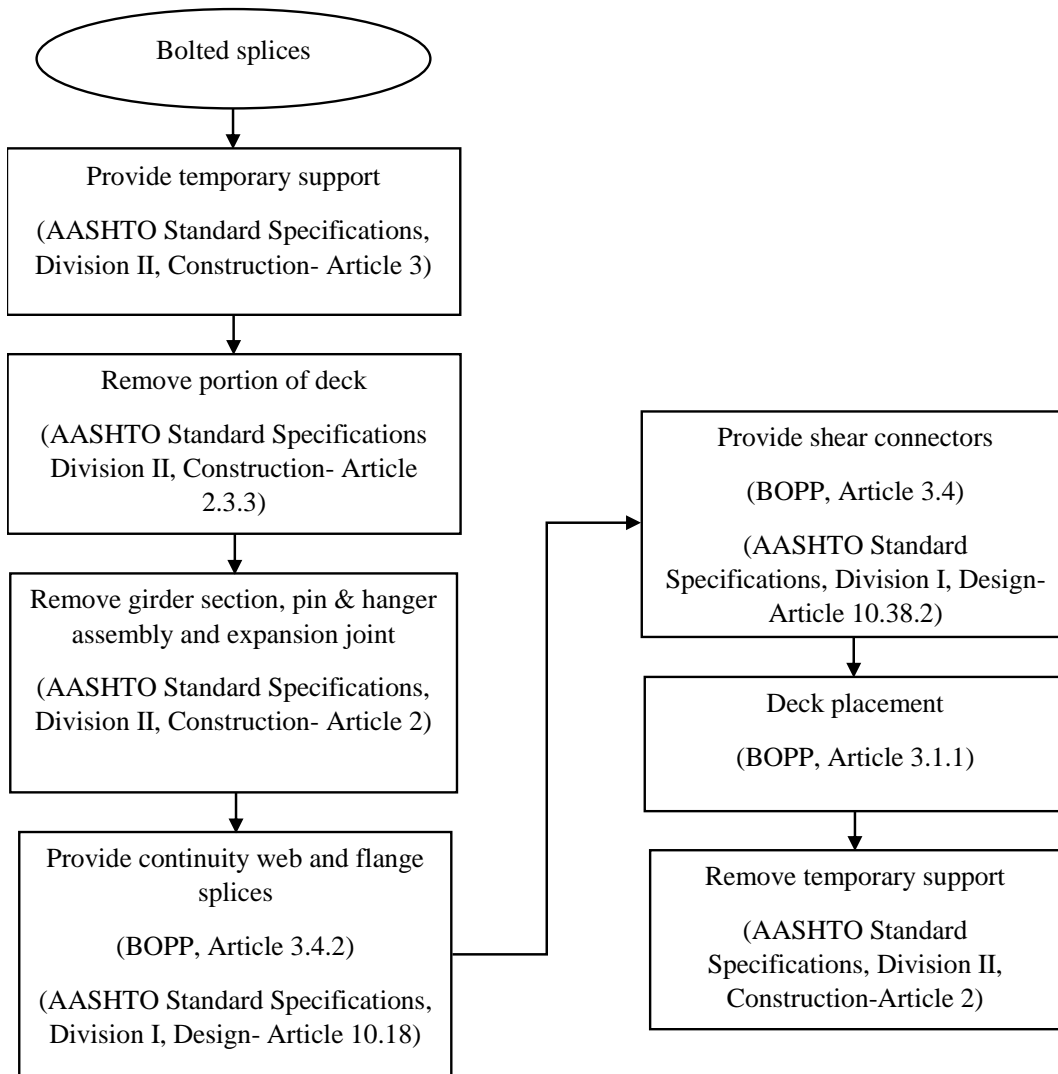 Bolted splices
Provide temporary support
(AASHTO Standard Specifications,
Division II, Construction- Article 3)
Remove portion of deck
(AASHTO Standard Specifications
Division II, Construction- Article
2.3.3)
Remove girder section, pin & hanger
assembly and expansion joint
(AASHTO Standard Specifications,
Division II, Construction- Article 2)
Provide continuity web and flange
splices
(BOPP, Article 3.4.2)
(AASHTO Standard Specifications,
Division I, Design- Article 10.18)
Provide shear connectors
(BOPP, Article 3.4)
(AASHTO Standard
Specifications, Division I, Design-
Article 10.38.2)
Deck placement
(BOPP, Article 3.1.1)
Remove temporary support
(AASHTO Standard
Specifications, Division II,
Construction-Article 2)